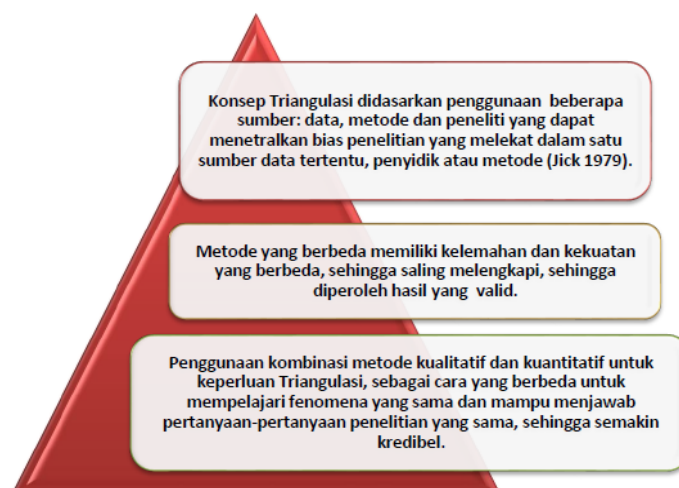 Konsep Triangulasi didasarkan penggunaan beberapa
sumber: data, metode dan peneliti yang dapat
menetralkan bias penelitian yang melekat dalam satu
sumber data tertentu, penyidik atau metode (Jick 1979).
Metode yang berbeda memiliki kelemahan dan kekuatan
yang berbeda, sehingga saling melengkapi, sehingga
diperoleh hasil yang valid.
Penggunaan kombinasi metode kualitatif dan kuantitatif untuk
keperluan Triangulasi, sebagai cara yang berbeda untuk
mempelajari fenomena yang sama dan mampu menjawab
pertanyaan-pertanyaan penelitian yang sama, sehingga semakin
kredibel.